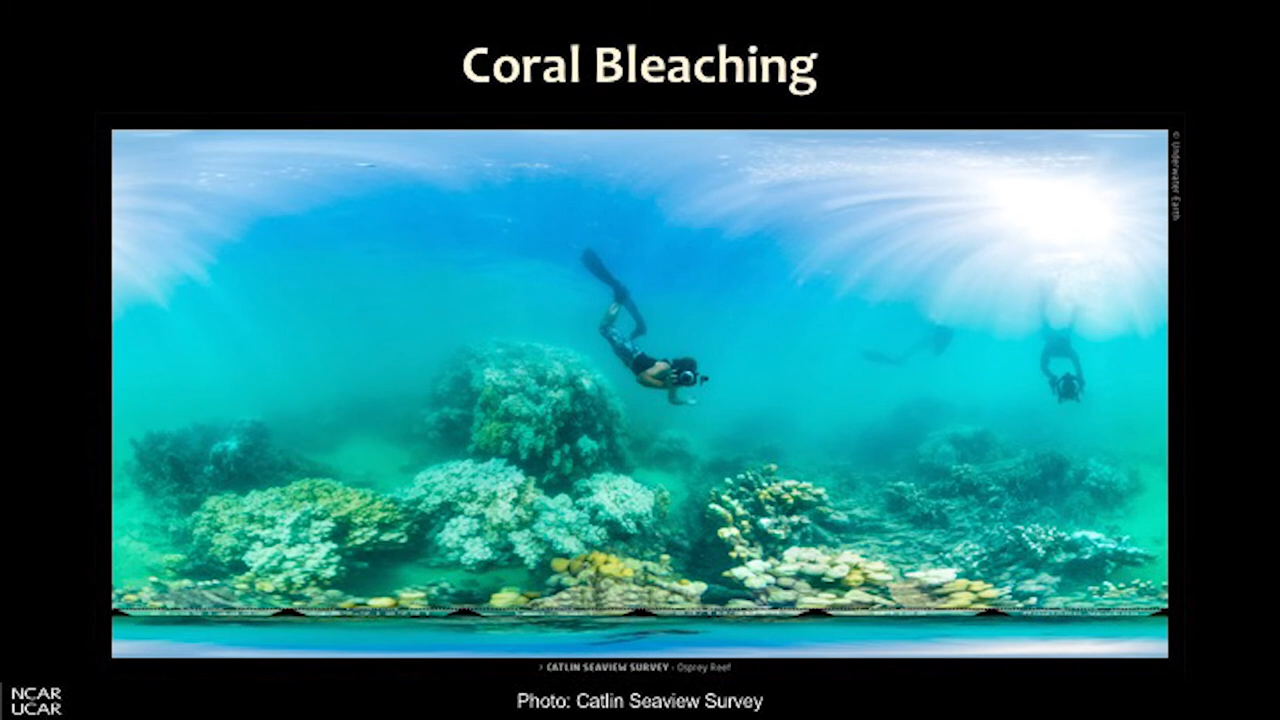 Coral Bleaching
© Underwater Earth
› CATLIN SEAVIEW SURVEY - Osprey Reef
Photo: Catlin Seaview Survey
NCAR
UCAR